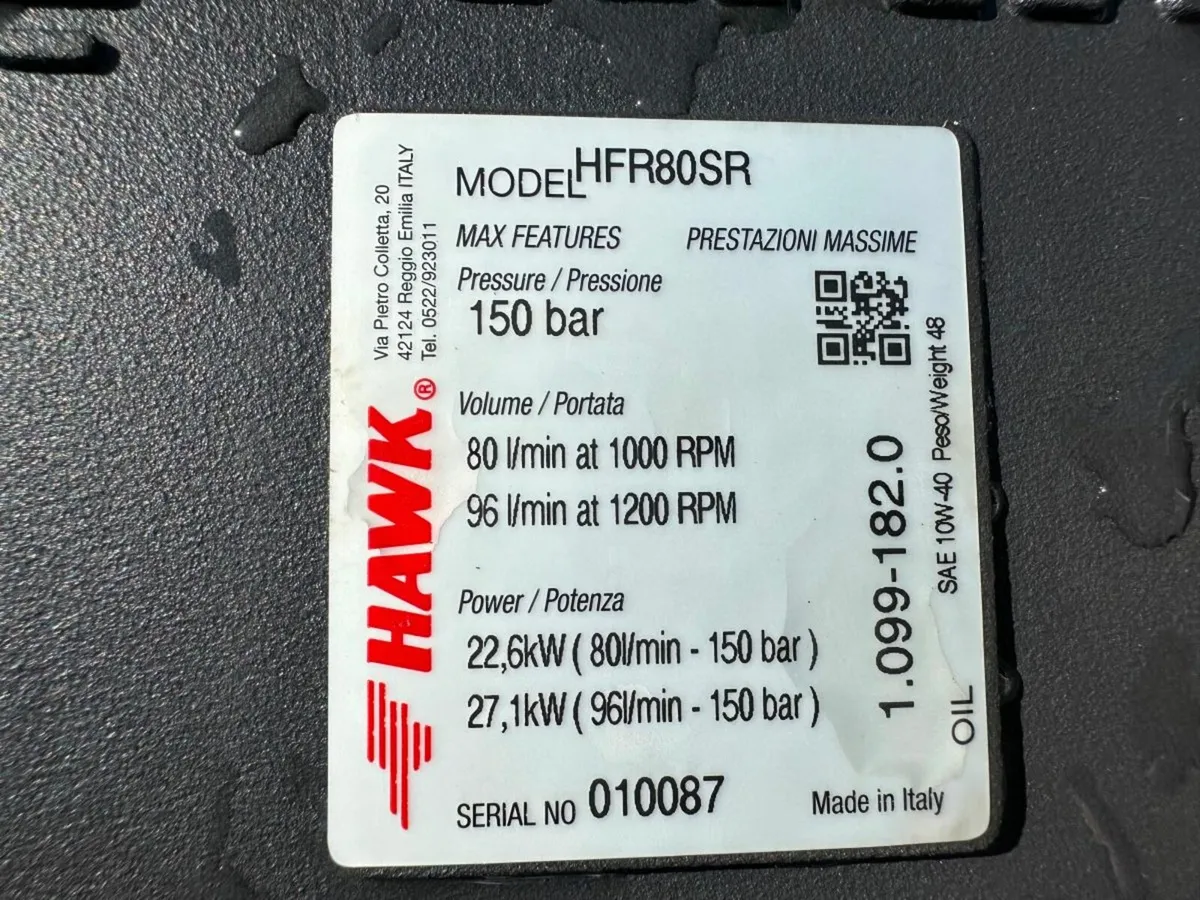 MODEL HFR80SR
MAX FEATURES PRESTAZIONI MASSIME
Pressure / Pressione
150 bar
Volume / Portata
80 l/min at 1000 RPM
96 l/min at 1200 RPM
Power / Potenza
22,6kW ( 80l/min - 150 bar )
27,1kW ( 96l/min - 150 bar )
SERIAL NO 010087
Made in Italy
Via Pietro Colletta, 20
42124 Reggio Emilia ITALY
Tel. 0522/923011
HAWK®
1.099-182.0
OIL SAE 10W-40 Peso/Weight 48